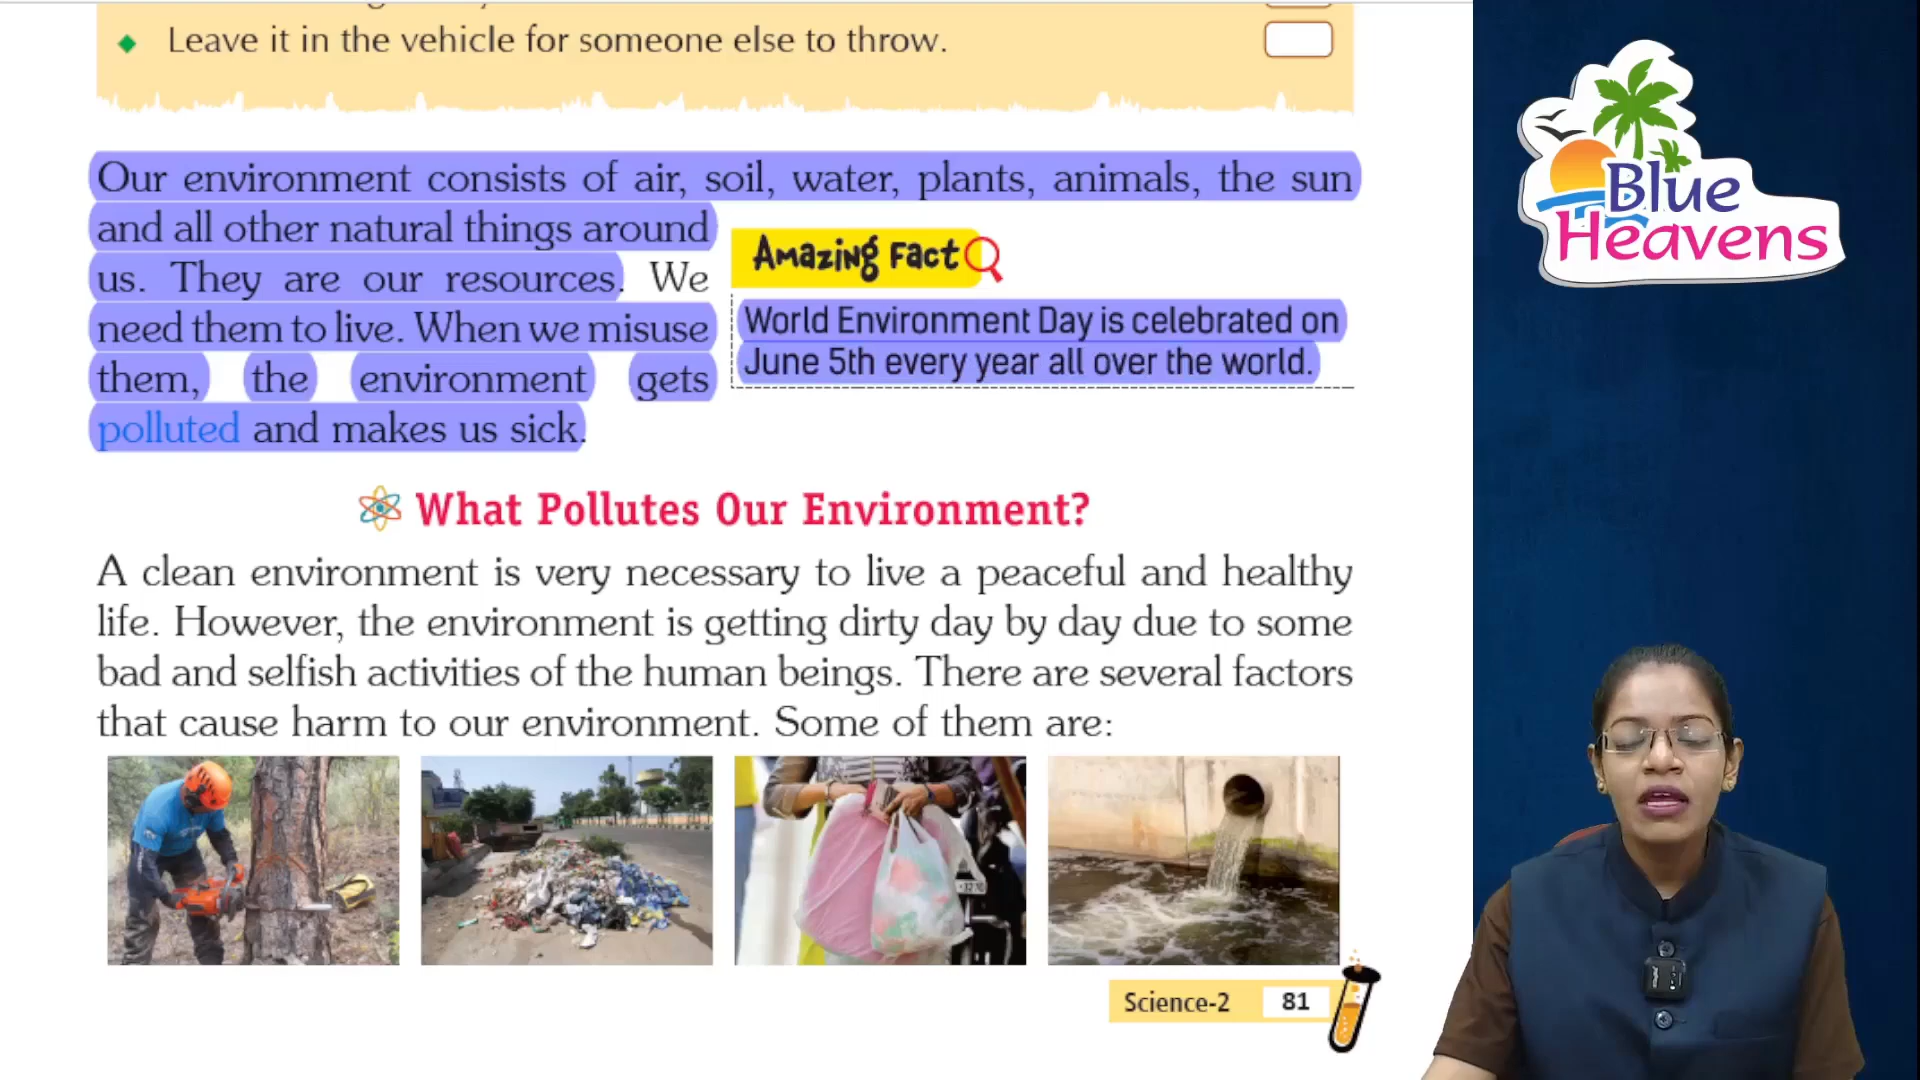 Leave it in the vehicle for someone else to throw.
Our environment consists of air, soil, water, plants, animals, the sun
and all other natural things around
us. They are our resources. We
need them to live. When we misuse
them, the environment gets
polluted and makes us sick.
Amazing Fact
World Environment Day is celebrated on
June 5th every year all over the world.
What Pollutes Our Environment?
A clean environment is very necessary to live a peaceful and healthy
life. However, the environment is getting dirty day by day due to some
bad and selfish activities of the human beings. There are several factors
that cause harm to our environment. Some of them are:
Science-2 81
Blue
Heavens